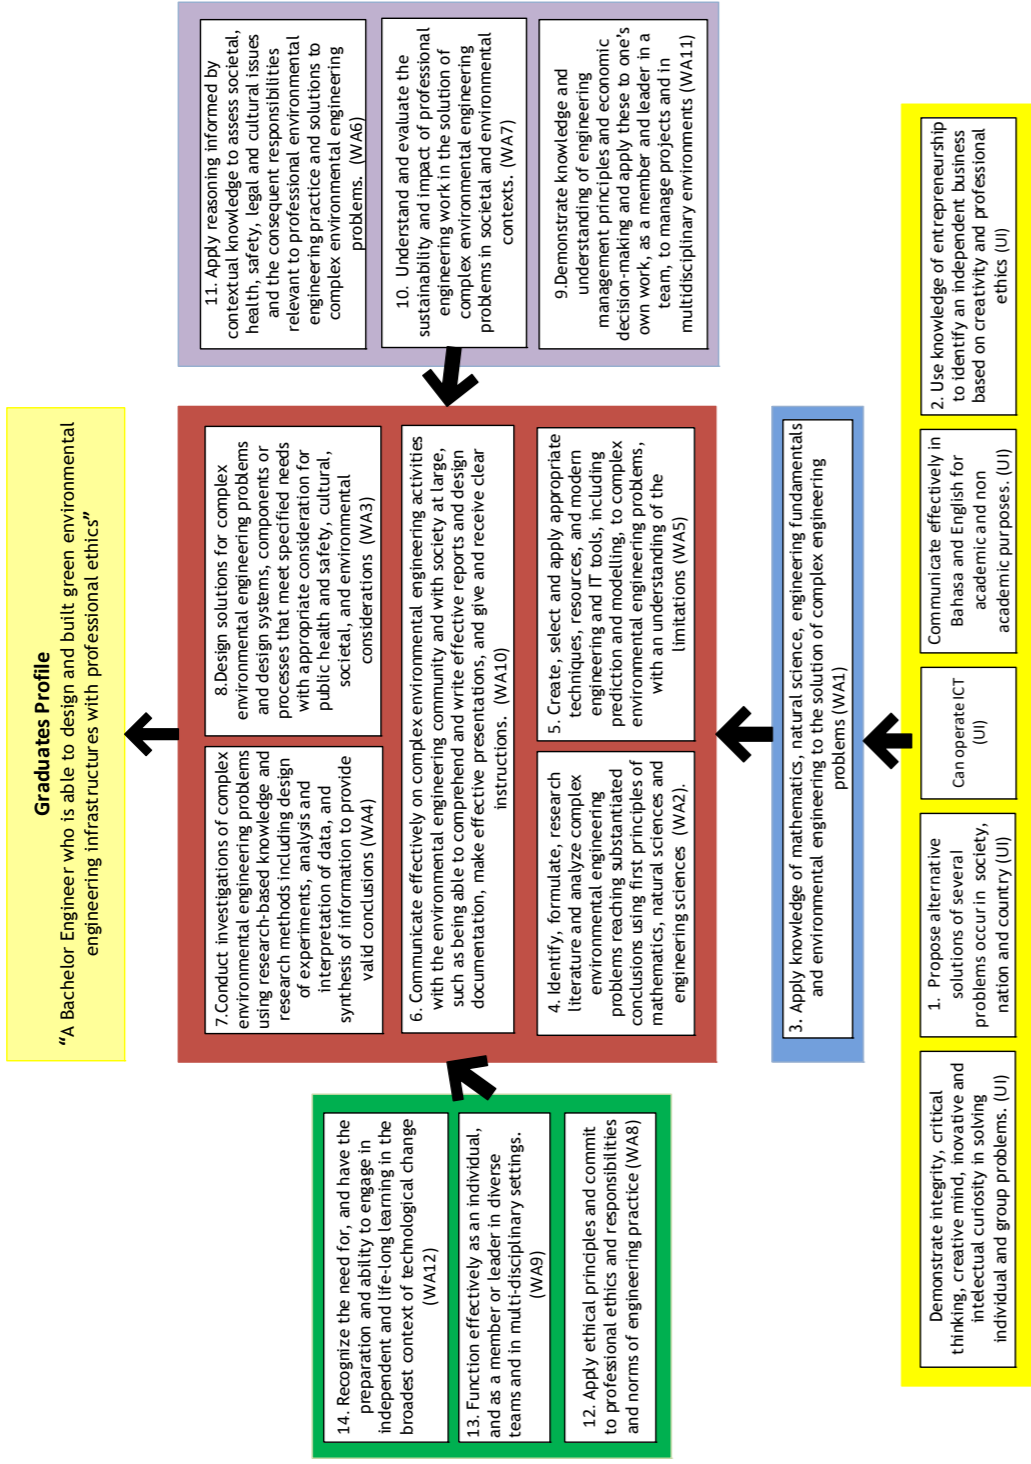 Graduates Profile
“A Bachelor Engineer who is able to design and built green environmental
engineering infrastructures with professional ethics”
14. Recognize the need for, and have the
preparation and ability to engage in
independent and life-long learning in the
broadest context of technological change
(WA12)
13. Function effectively as an individual,
and as a member or leader in diverse
teams and in multi-disciplinary settings.
(WA9)
12. Apply ethical principles and commit
to professional ethics and responsibilities
and norms of engineering practice (WA8)
7.Conduct investigations of complex
environmental engineering problems
using research-based knowledge and
research methods including design
of experiments, analysis and
interpretation of data, and
synthesis of information to provide
valid conclusions (WA4)
8.Design solutions for complex
environmental engineering problems
and design systems, components or
processes that meet specified needs
with appropriate consideration for
public health and safety, cultural,
societal, and environmental
considerations (WA3)
6. Communicate effectively on complex environmental engineering activities
with the environmental engineering community and with society at large,
such as being able to comprehend and write effective reports and design
documentation, make effective presentations, and give and receive clear
instructions. (WA10)
4. Identify, formulate, research
literature and analyze complex
environmental engineering
problems reaching substantiated
conclusions using first principles of
mathematics, natural sciences and
engineering sciences (WA2).
5. Create, select and apply appropriate
techniques, resources, and modern
engineering and IT tools, including
prediction and modelling, to complex
environmental engineering problems,
with an understanding of the
limitations (WA5)
11. Apply reasoning informed by
contextual knowledge to assess societal,
health, safety, legal and cultural issues
and the consequent responsibilities
relevant to professional environmental
engineering practice and solutions to
complex environmental engineering
problems. (WA6)
10. Understand and evaluate the
sustainability and impact of professional
engineering work in the solution of
complex environmental engineering
problems in societal and environmental
contexts. (WA7)
9.Demonstrate knowledge and
understanding of engineering
management principles and economic
decision-making and apply these to one’s
own work, as a member and leader in a
team, to manage projects and in
multidisciplinary environments (WA11)
3. Apply knowledge of mathematics, natural science, engineering fundamentals
and environmental engineering to the solution of complex engineering
problems (WA1)
Demonstrate integrity, critical
thinking, creative mind, inovative and
intelectual curiosity in solving
individual and group problems. (UI)
1. Propose alternative
solutions of several
problems occur in society,
nation and country (UI)
Can operate ICT
(UI)
Communicate effectively in
Bahasa and English for
academic and non
academic purposes. (UI)
2. Use knowledge of entrepreneurship
to identify an independent business
based on creativity and professional
ethics (UI)